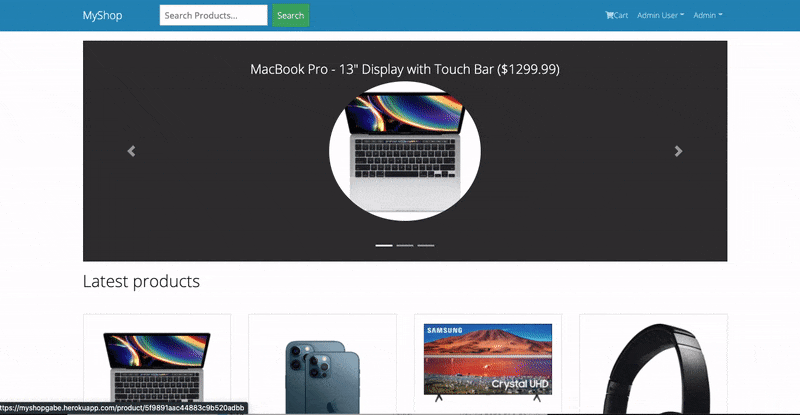 MyShop
Search Products...
Search
Cart
Admin User
Admin
MacBook Pro - 13" Display with Touch Bar ($1299.99)
Latest products
SAMSUNG
Crystal UHD
https://myshopgabe.herokuapp.com/product/5f9891aac44883c9b520adbb